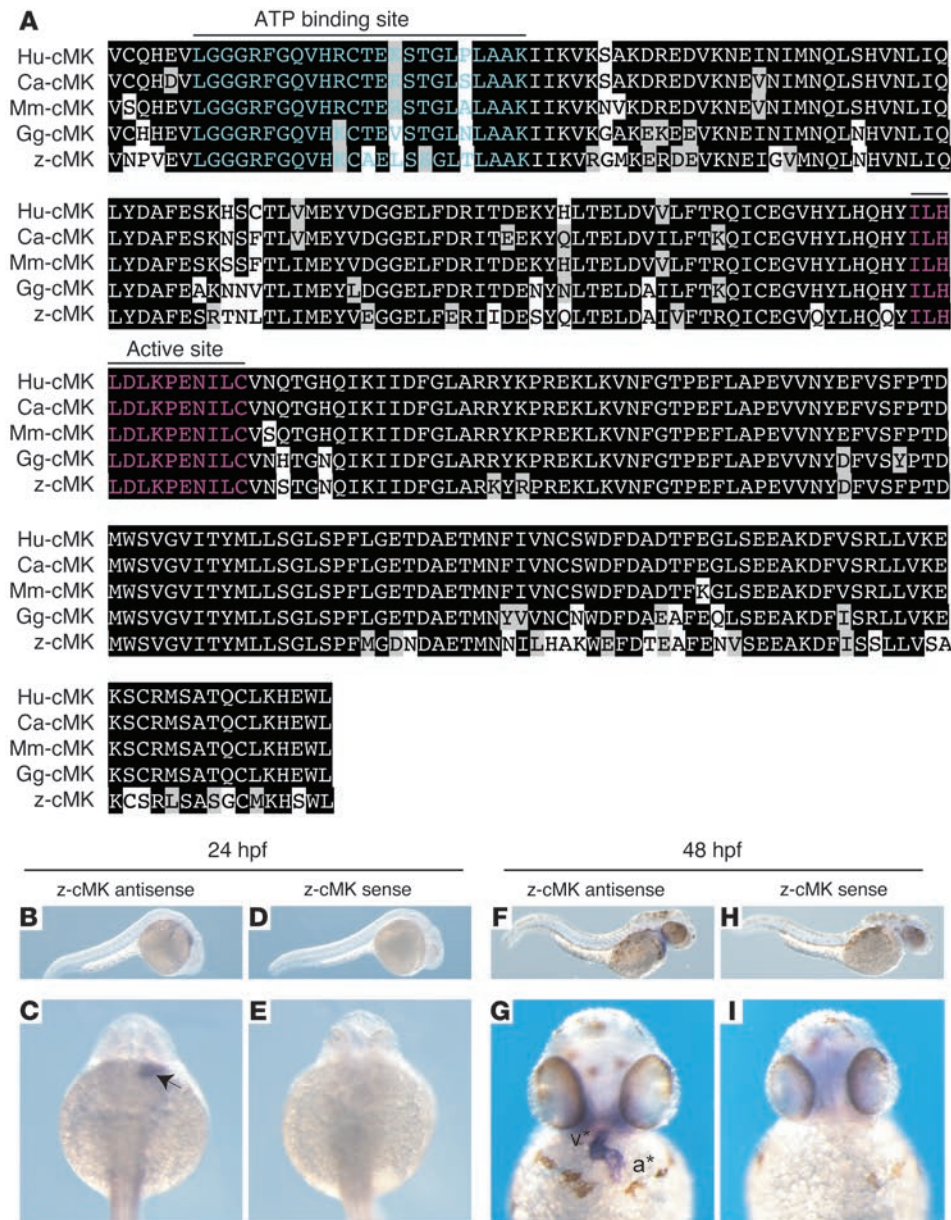 A
ATP binding site
Hu-cMK VCQHEVLGGGRFGQVHRCTEKSTGLPLAAKIIKVKSAKDREDVKNEINIMNQLSHVNLIQ
Ca-cMK VCQHDVLGGGRFGQVHRCTEKSTGLSLAAKIIKVKSAKDREDVKNEVNIMNQLSHVNLIQ
Mm-cMK VSQHEVLGGGRFGQVHRCTEKSTGLALAAKIIKVKNVKDREDVKNEVNIMNQLSHVNLIQ
Gg-cMK VCHHEVLGGGRFGQVHKCTEVSTGLNLAAKIIKVKGAKEKEEVKNEINIMNQLNHVNLIQ
z-cMK VNPVEVLGGGRFGQVHKCAELSSGLTLAAKIIKVRGMKERDEVKNEIGVMNQLNHVNLIQ
Hu-cMK LYDAFESKHSCTLVMEYVDGGELFDRITDEKYHLTELDVVLFTRQICEGVHYLHQHYILH
Ca-cMK LYDAFESKNSFTLVMEYVDGGELFDRITEEKYQLTELDVILFTKQICEGVHYLHQHYILH
Mm-cMK LYDAFESKSSFTLIMEYVDGGELFDRITDEKYHLTELDVVLFTRQICEGVHYLHQHYILH
Gg-cMK LYDAFEAKNNVTLIMEYLDGGELFDRITDENYNLTELDAILFTKQICEGVHYLHQHYILH
z-cMK LYDAFESRTNLTLIMEYVEGGELFERIIDESYQLTELDAIVFTRQICEGVQYLHQQYILH
Active site
Hu-cMK LDLKPENILCVNQTGHQIKIIDFGLARRYKPREKLKVNFGTPEFLAPEVVNYEFVSFPTD
Ca-cMK LDLKPENILCVNQTGHQIKIIDFGLARRYKPREKLKVNFGTPEFLAPEVVNYEFVSFPTD
Mm-cMK LDLKPENILCVSQTGHQIKIIDFGLARRYKPREKLKVNFGTPEFLAPEVVNYEFVSFPTD
Gg-cMK LDLKPENILCVNHTGNQIKIIDFGLARRYKPREKLKVNFGTPEFLAPEVVNYDFVSYPTD
z-cMK LDLKPENILCVNSTGNQIKIIDFGLARKYRPREKLKVNFGTPEFLAPEVVNYDFVSFPTD
Hu-cMK MWSVGVITYMLLSGLSPFLGETDAETMNFIVNCSWDFDADTFEGLSEEAKDFVSRLLVKE
Ca-cMK MWSVGVITYMLLSGLSPFLGETDAETMNFIVNCSWDFDADTFEGLSEEAKDFVSRLLVKE
Mm-cMK MWSVGVITYMLLSGLSPFLGETDAETMNFIVNCSWDFDADTFKGLSEEAKDFVSRLLVKE
Gg-cMK MWSVGVITYMLLSGLSPFLGETDAETMNYVVNCNWDFDAEAFEQLSEEAKDFISRLLVKE
z-cMK MWSVGVITYMLLSGLSPFMGDNDAETMNNILHAKWEFDTEAFENVSEEAKDFISSLLVSA
Hu-cMK KSCRMSATQCLKHEWL
Ca-cMK KSCRMSATQCLKHEWL
Mm-cMK KSCRMSATQCLKHEWL
Gg-cMK KSCRMSATQCLKHEWL
z-cMK KCSRLSASGCMKHSWL
24 hpf 48 hpf
z-cMK antisense z-cMK sense z-cMK antisense z-cMK sense
B D F H
C E G I
v* a*